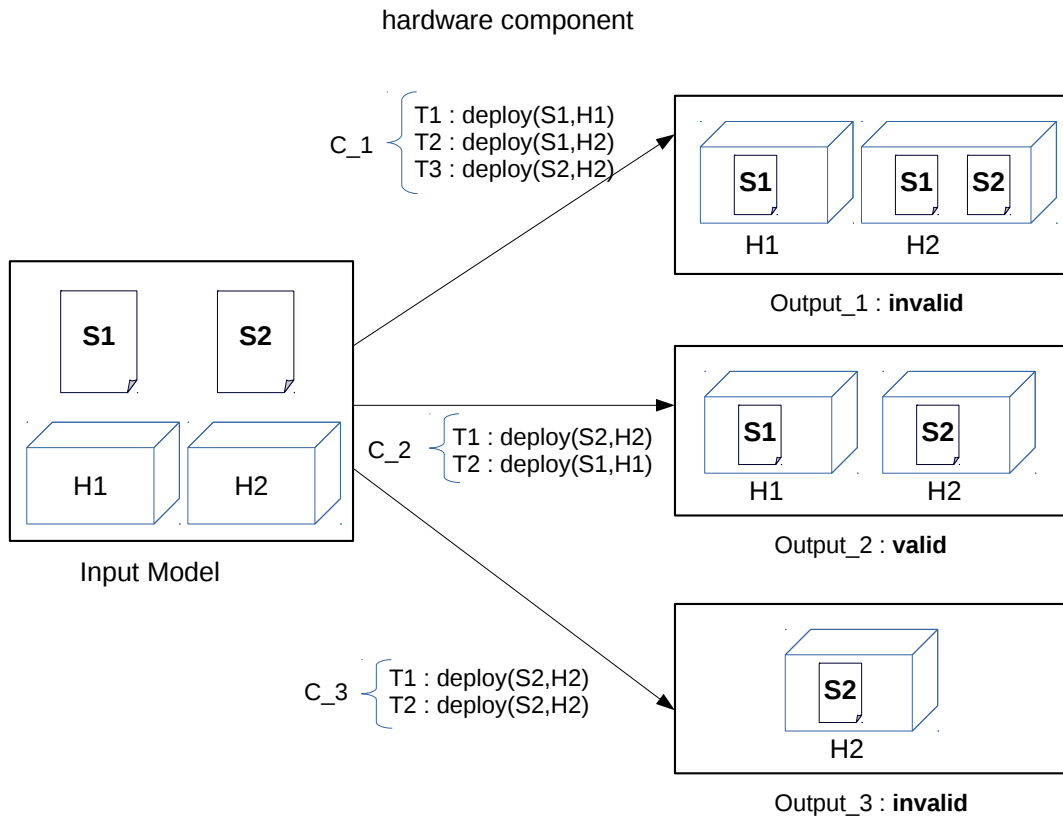 hardware component
C_1
T1 : deploy(S1,H1)
T2 : deploy(S1,H2)
T3 : deploy(S2,H2)
S1
S1
S2
H1
H2
Output_1 : invalid
S1
S2
H1
H2
Input Model
C_2
T1 : deploy(S2,H2)
T2 : deploy(S1,H1)
S1
S2
H1
H2
Output_2 : valid
C_3
T1 : deploy(S2,H2)
T2 : deploy(S2,H2)
S2
H2
Output_3 : invalid